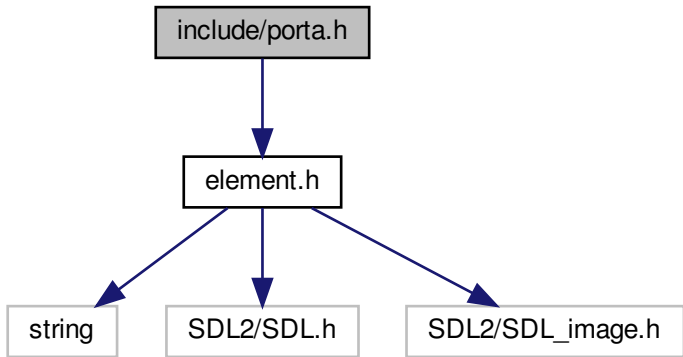 include/porta.h
element.h
string
SDL2/SDL.h
SDL2/SDL_image.h